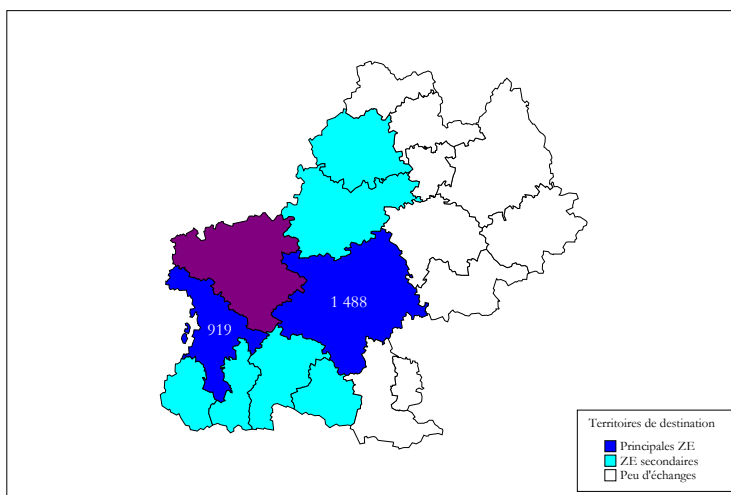 1 488
919
Territoires de destination
Principales ZE
ZE secondaires
Peu d'échanges